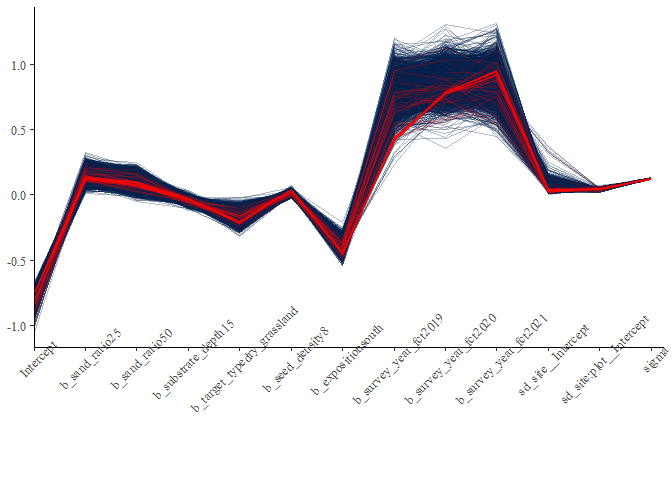 1.0
0.5
0.0
-0.5
-1.0
Intercept
b_sand_ratio25
b_sand_ratio50
b_substrate_depth15
b_target_typedry_grassland
b_seed_density8
b_expositionsouth
b_survey_year_fct2019
b_survey_year_fct2020
b_survey_year_fct2021
sd_site__Intercept
sd_site:plot__Intercept
sigma